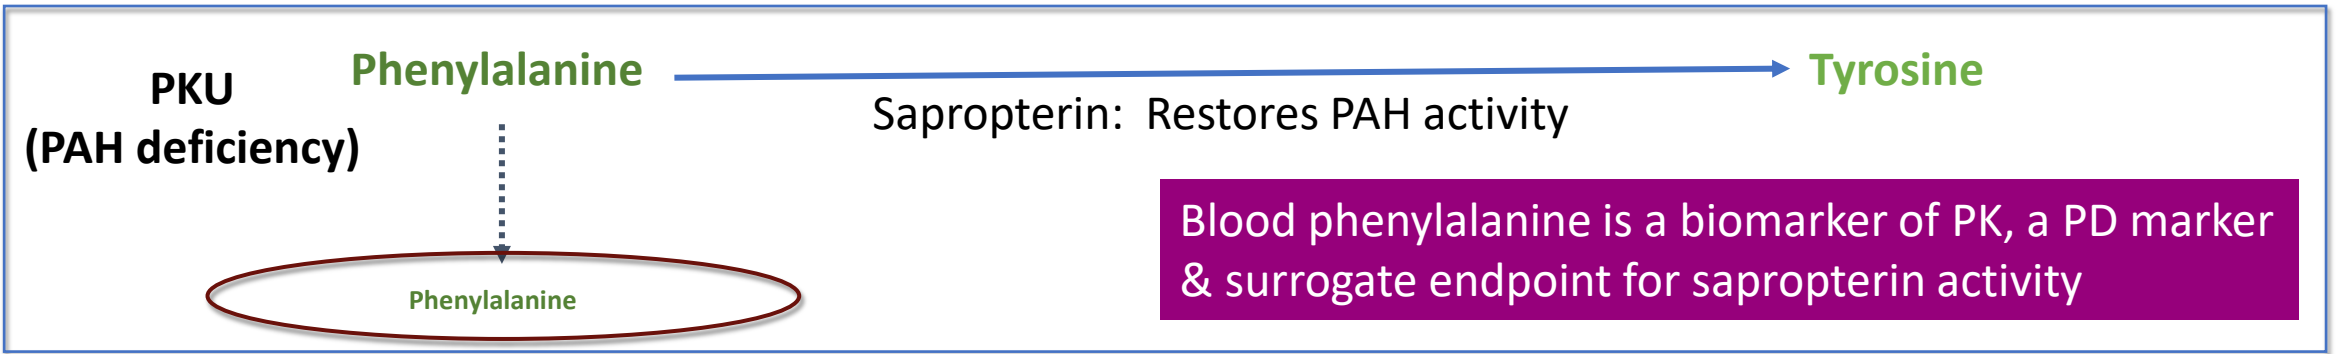 PKU
(PAH deficiency)
Phenylalanine
Tyrosine
Sapropterin: Restores PAH activity
Phenylalanine
Blood phenylalanine is a biomarker of PK, a PD marker
& surrogate endpoint for sapropterin activity